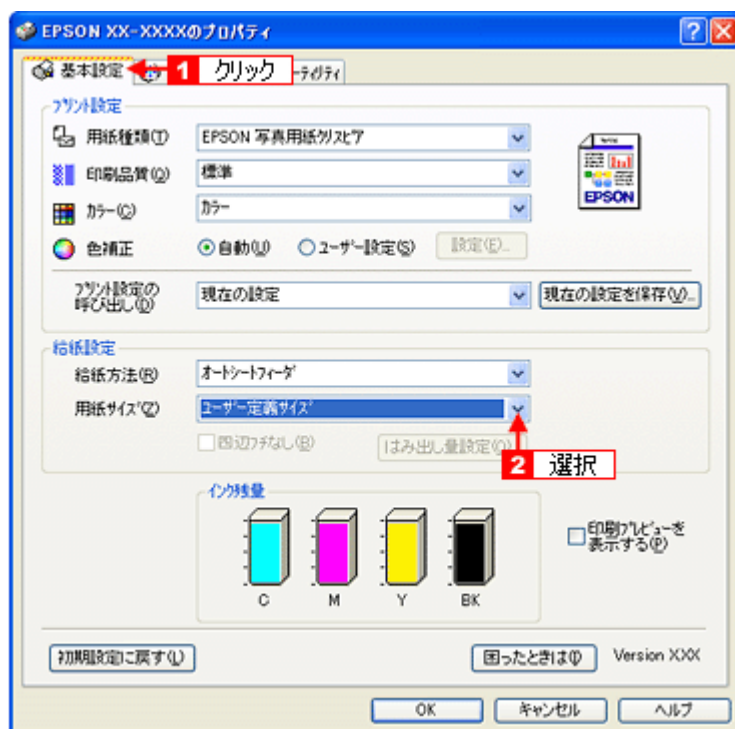 EPSON XX-XXXXのプロパティ
基本設定
1 クリック
ーティリティ
プリント設定
用紙種類(T) EPSON 写真用紙クリスピア
EPSON
印刷品質(Q) 標準
カラー(C) カラー
色補正 自動(U) ユーザー設定(S) 設定(E)...
プリント設定の
呼び出し(D) 現在の設定 現在の設定を保存(V)...
給紙設定
給紙方法(R) オートシートフィーダ
用紙サイズ(Z) ユーザー定義サイズ
四辺フチなし(B) はみ出し量設定(O)
2 選択
インク残量
C M Y BK
印刷プレビューを
表示する(P)
初期設定に戻す(L) 困ったときは(I) Version X.XX
OK キャンセル ヘルプ